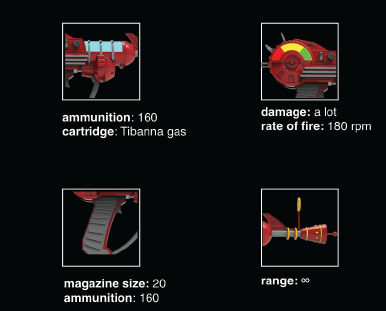 ammunition: 160
cartridge: Tibanna gas
damage: a lot
rate of fire: 180 rpm
magazine size: 20
ammunition: 160
range: ∞